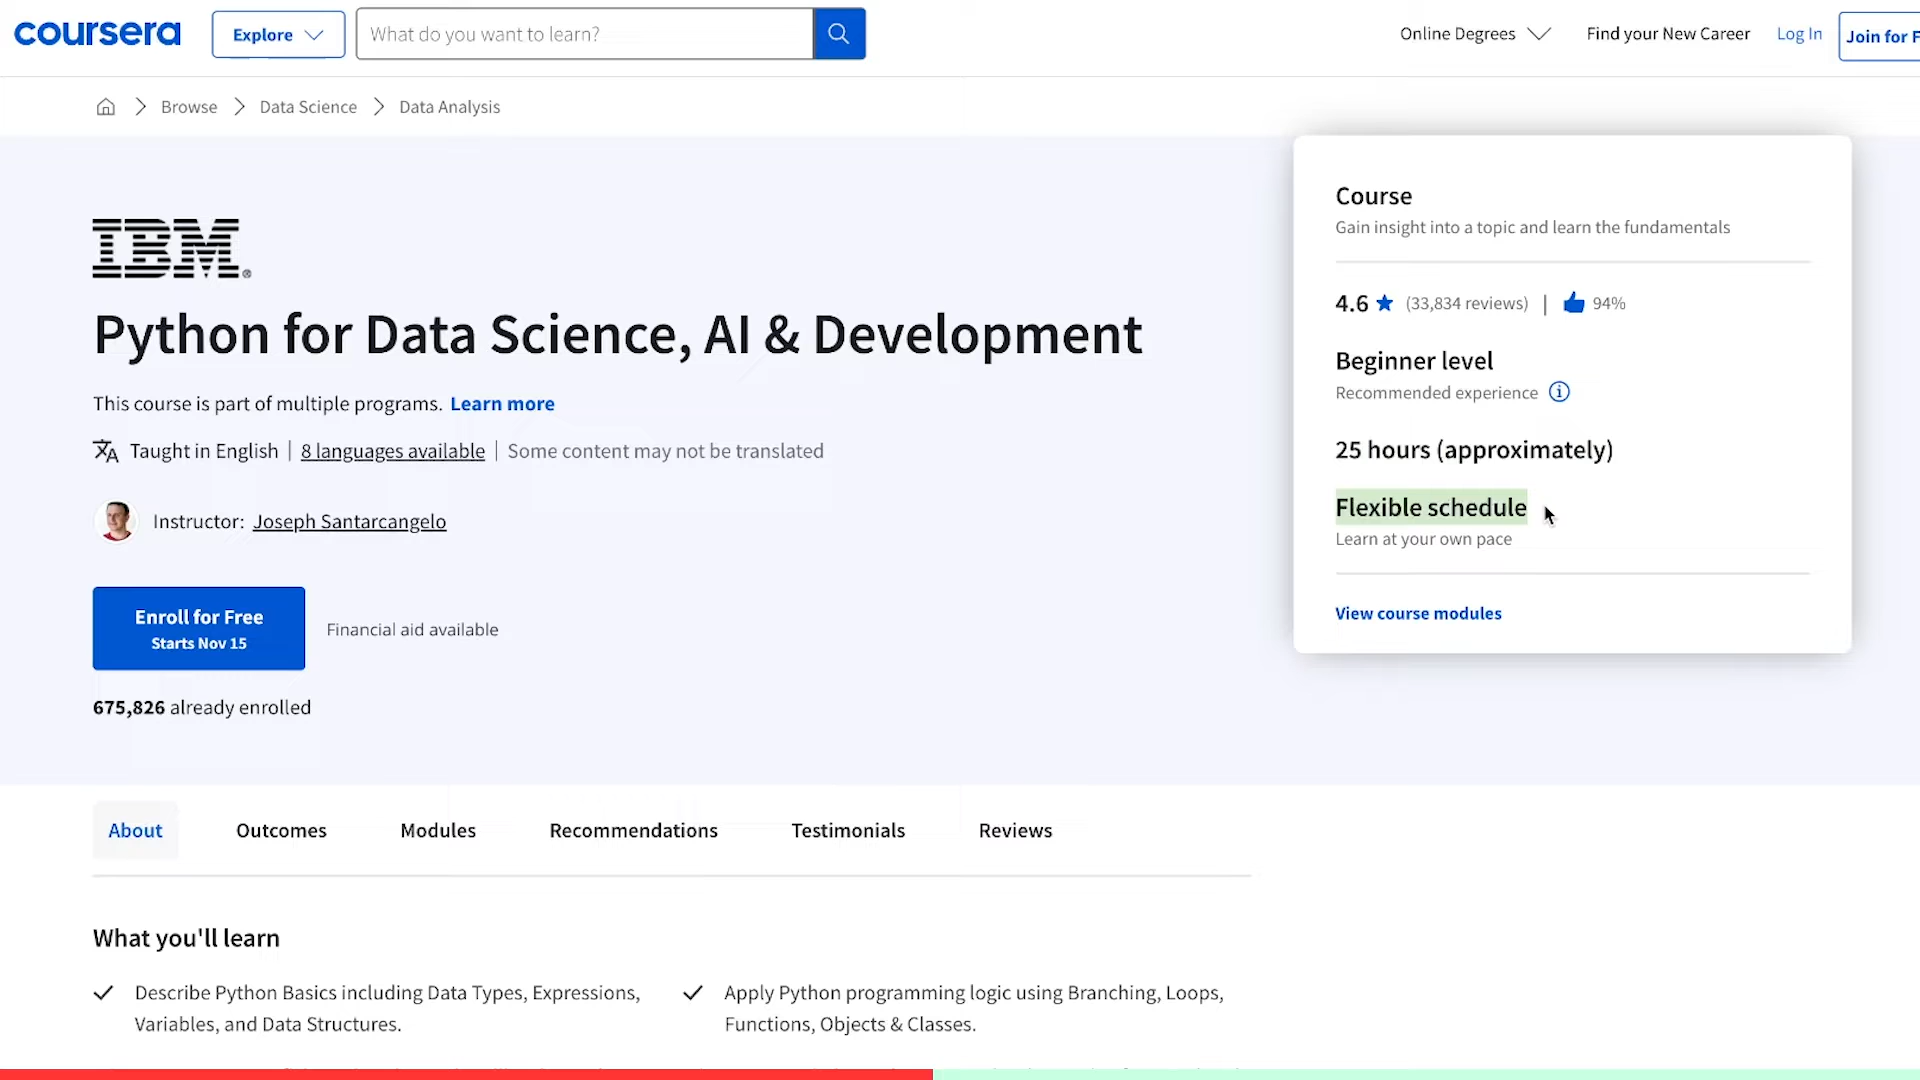 coursera
Explore
What do you want to learn?
Online Degrees
Find your New Career
Log In
Join for F
Browse
Data Science
Data Analysis
IBM®
Python for Data Science, AI & Development
This course is part of multiple programs. Learn more
Taught in English | 8 languages available | Some content may not be translated
Instructor: Joseph Santarcangelo
Enroll for Free
Starts Nov 15
Financial aid available
675,826 already enrolled
Course
Gain insight into a topic and learn the fundamentals
4.6 ★ (33,834 reviews) | 94%
Beginner level
Recommended experience
25 hours (approximately)
Flexible schedule
Learn at your own pace
View course modules
About
Outcomes
Modules
Recommendations
Testimonials
Reviews
What you'll learn
Describe Python Basics including Data Types, Expressions,
Variables, and Data Structures.
Apply Python programming logic using Branching, Loops,
Functions, Objects & Classes.